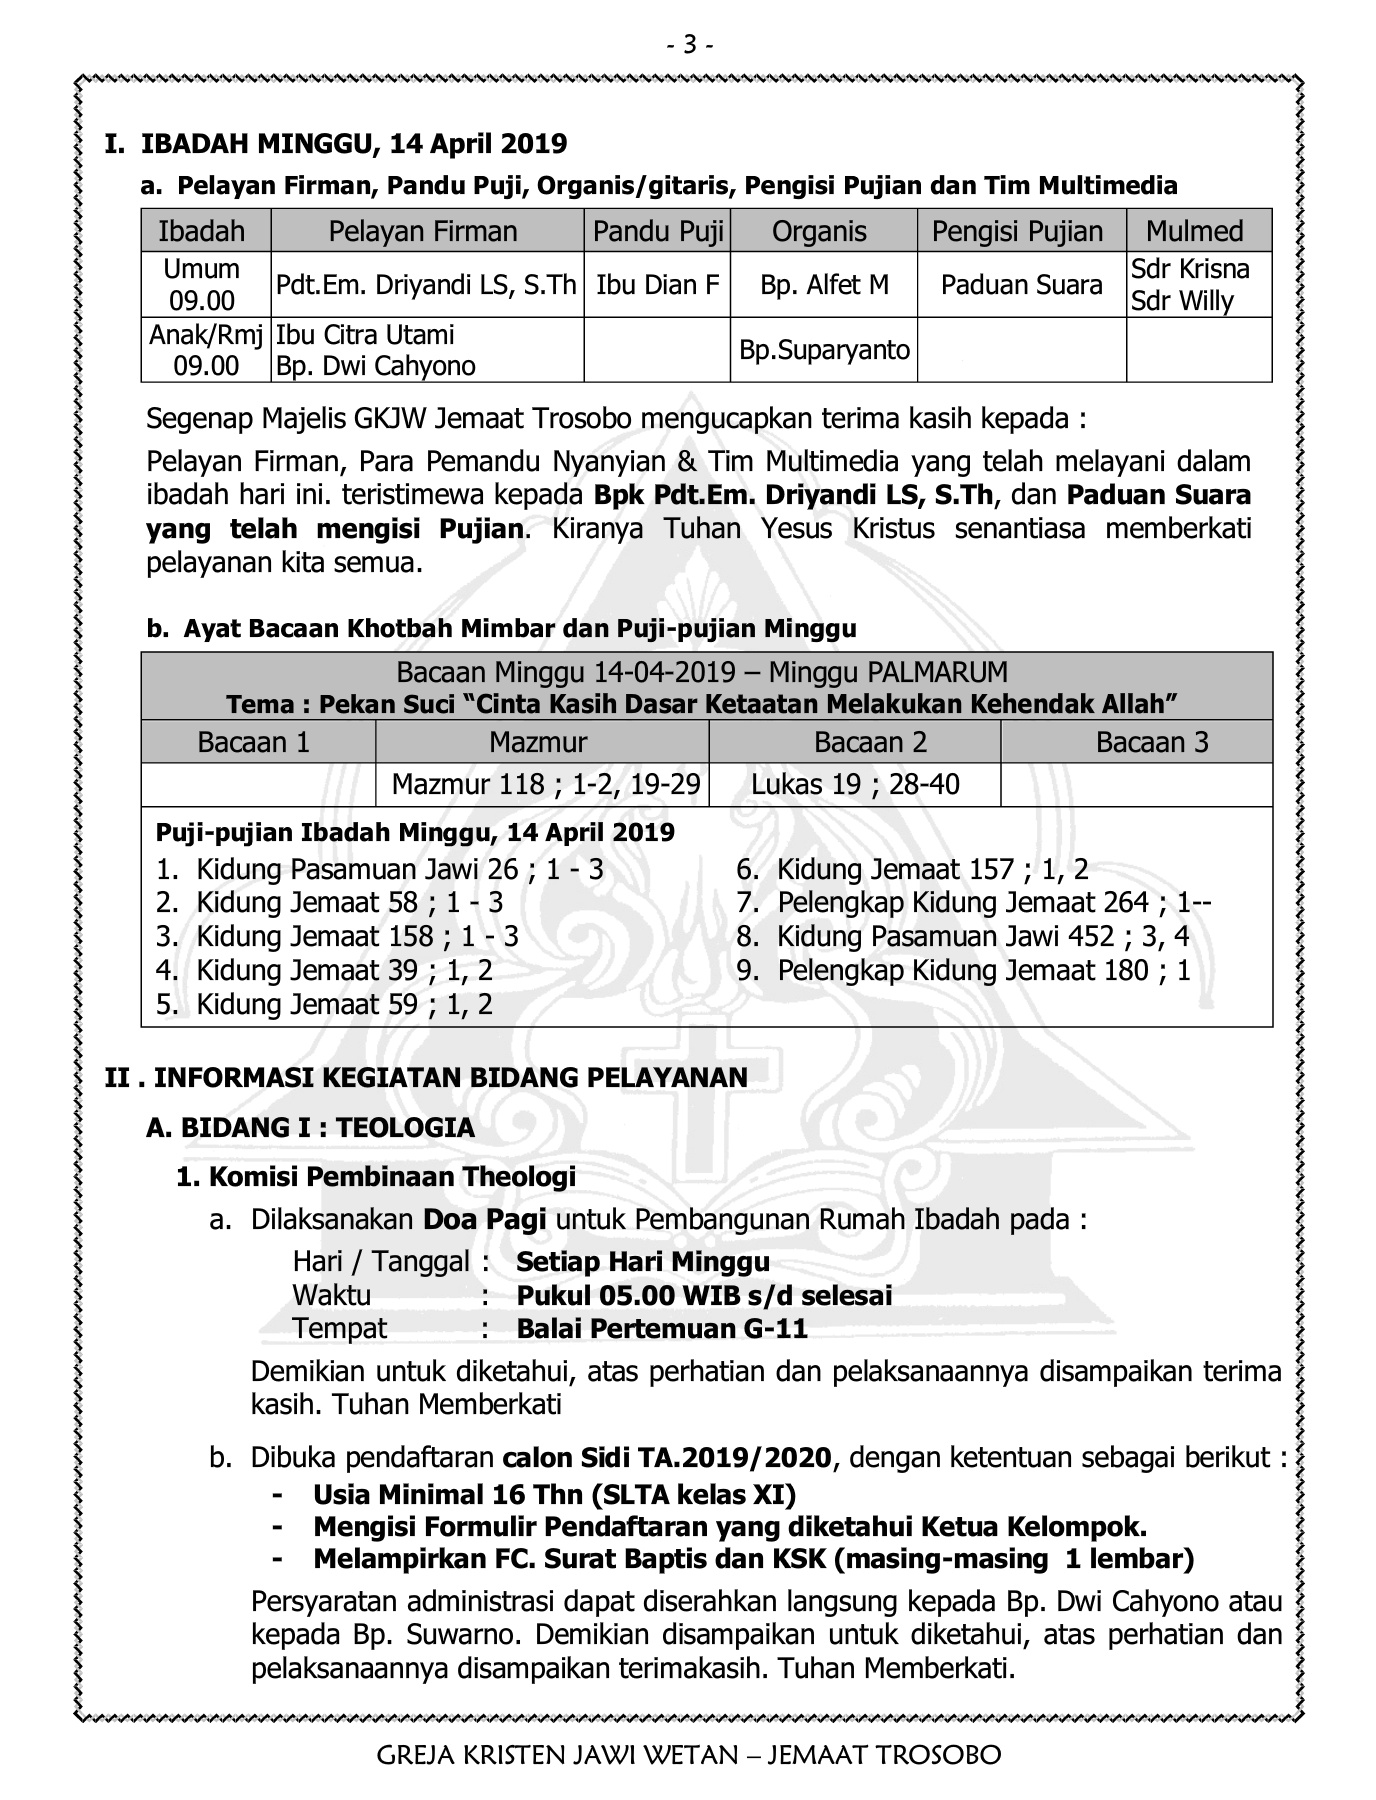 - 3 -
I. IBADAH MINGGU, 14 April 2019
a. Pelayan Firman, Pandu Puji, Organis/gitaris, Pengisi Pujian dan Tim Multimedia
Ibadah Pelayan Firman Pandu Puji Organis Pengisi Pujian Mulmed
Umum 09.00 Pdt.Em. Driyandi LS, S.Th Ibu Dian F Bp. Alfet M Paduan Suara Sdr Krisna Sdr Willy
Anak/Rmj 09.00 Ibu Citra Utami Bp. Dwi Cahyono Bp.Suparyanto
Segenap Majelis GKJW Jemaat Trosobo mengucapkan terima kasih kepada :
Pelayan Firman, Para Pemandu Nyanyian & Tim Multimedia yang telah melayani dalam
ibadah hari ini. teristimewa kepada Bpk Pdt.Em. Driyandi LS, S.Th, dan Paduan Suara
yang telah mengisi Pujian. Kiranya Tuhan Yesus Kristus senantiasa memberkati
pelayanan kita semua.
b. Ayat Bacaan Khotbah Mimbar dan Puji-pujian Minggu
Bacaan Minggu 14-04-2019 – Minggu PALMARUM
Tema : Pekan Suci “Cinta Kasih Dasar Ketaatan Melakukan Kehendak Allah”
Bacaan 1 Mazmur Bacaan 2 Bacaan 3
Mazmur 118 ; 1-2, 19-29 Lukas 19 ; 28-40
Puji-pujian Ibadah Minggu, 14 April 2019
1. Kidung Pasamuan Jawi 26 ; 1 - 3
2. Kidung Jemaat 58 ; 1 - 3
3. Kidung Jemaat 158 ; 1 - 3
4. Kidung Jemaat 39 ; 1, 2
5. Kidung Jemaat 59 ; 1, 2
6. Kidung Jemaat 157 ; 1, 2
7. Pelengkap Kidung Jemaat 264 ; 1--
8. Kidung Pasamuan Jawi 452 ; 3, 4
9. Pelengkap Kidung Jemaat 180 ; 1
II . INFORMASI KEGIATAN BIDANG PELAYANAN
A. BIDANG I : TEOLOGIA
1. Komisi Pembinaan Theologi
a. Dilaksanakan Doa Pagi untuk Pembangunan Rumah Ibadah pada :
Hari / Tanggal : Setiap Hari Minggu
Waktu : Pukul 05.00 WIB s/d selesai
Tempat : Balai Pertemuan G-11
Demikian untuk diketahui, atas perhatian dan pelaksanaannya disampaikan terima
kasih. Tuhan Memberkati
b. Dibuka pendaftaran calon Sidi TA.2019/2020, dengan ketentuan sebagai berikut :
- Usia Minimal 16 Thn (SLTA kelas XI)
- Mengisi Formulir Pendaftaran yang diketahui Ketua Kelompok.
- Melampirkan FC. Surat Baptis dan KSK (masing-masing 1 lembar)
Persyaratan administrasi dapat diserahkan langsung kepada Bp. Dwi Cahyono atau
kepada Bp. Suwarno. Demikian disampaikan untuk diketahui, atas perhatian dan
pelaksanaannya disampaikan terimakasih. Tuhan Memberkati.
GREJA KRISTEN JAWI WETAN – JEMAAT TROSOBO